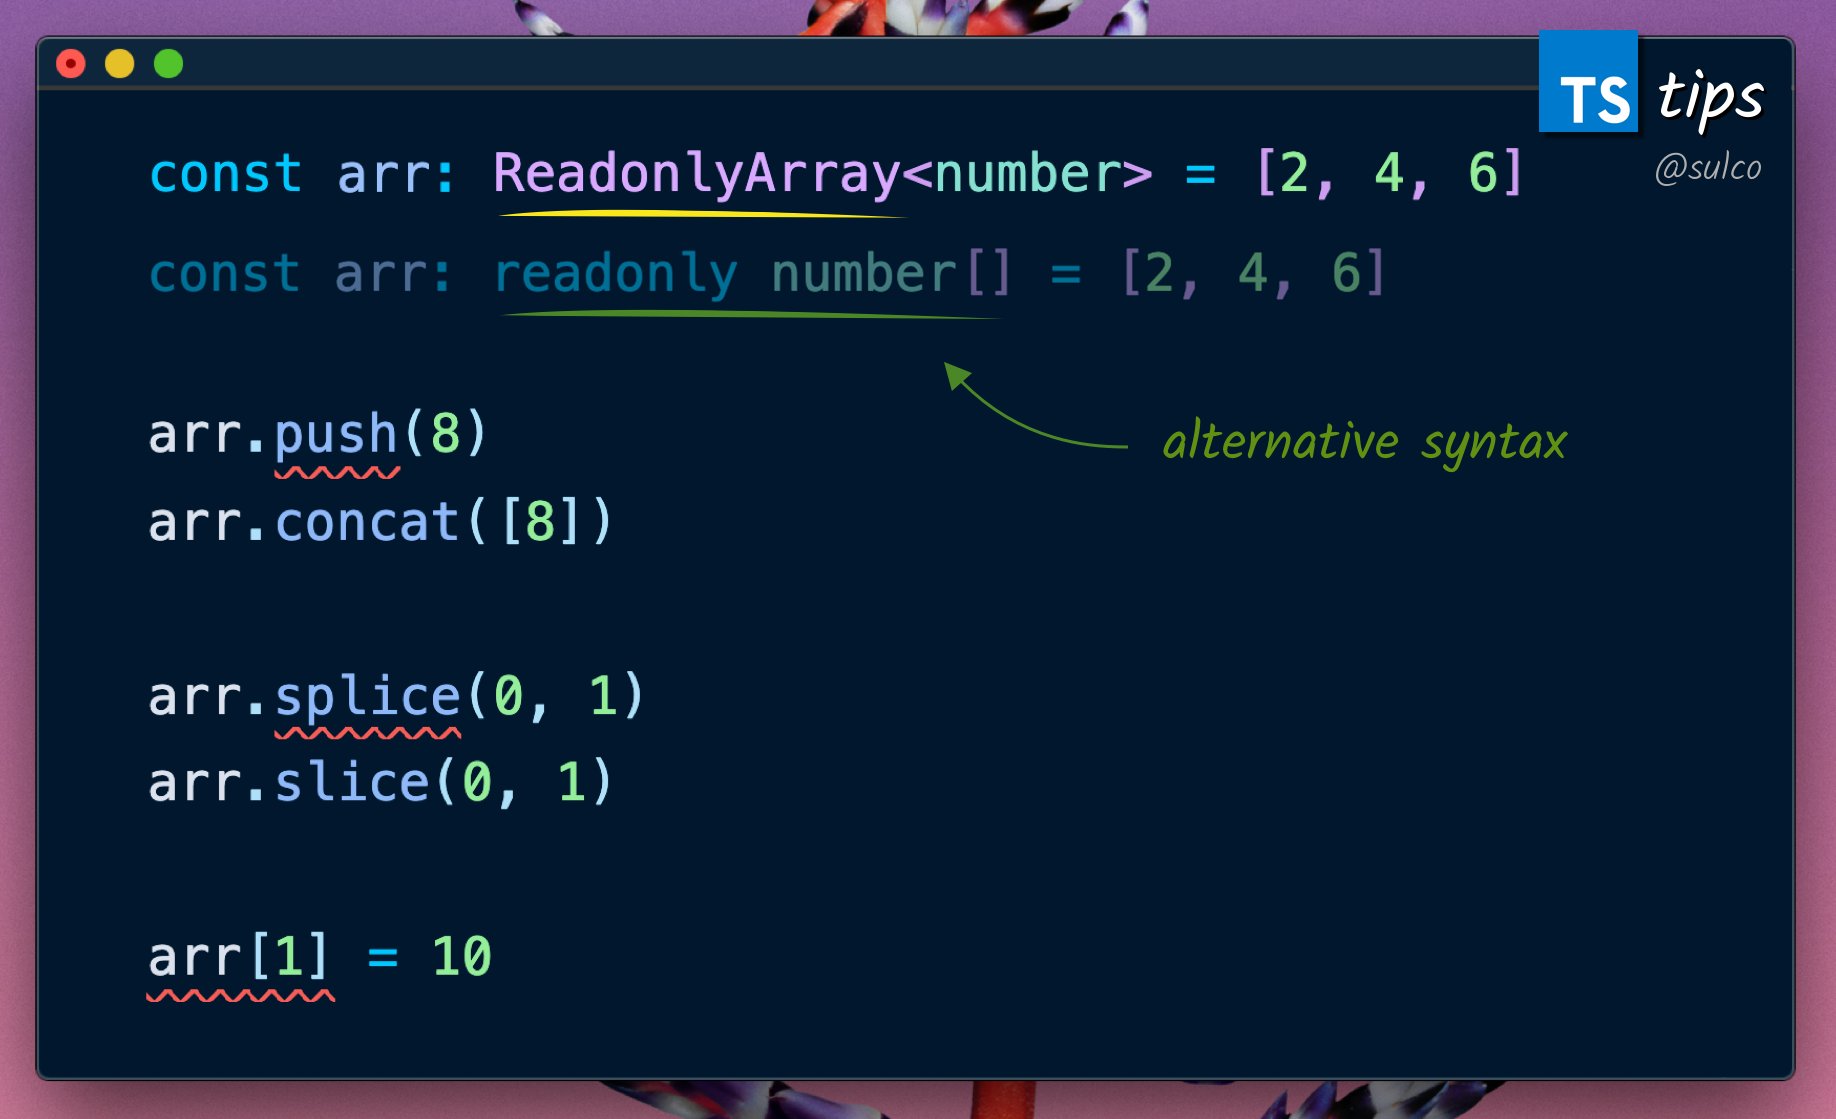 TS tips
@sulco
const arr: ReadonlyArray<number> = [2, 4, 6]
const arr: readonly number[] = [2, 4, 6]
arr.push(8)
alternative syntax
arr.concat([8])
arr.splice(0, 1)
arr.slice(0, 1)
arr[1] = 10